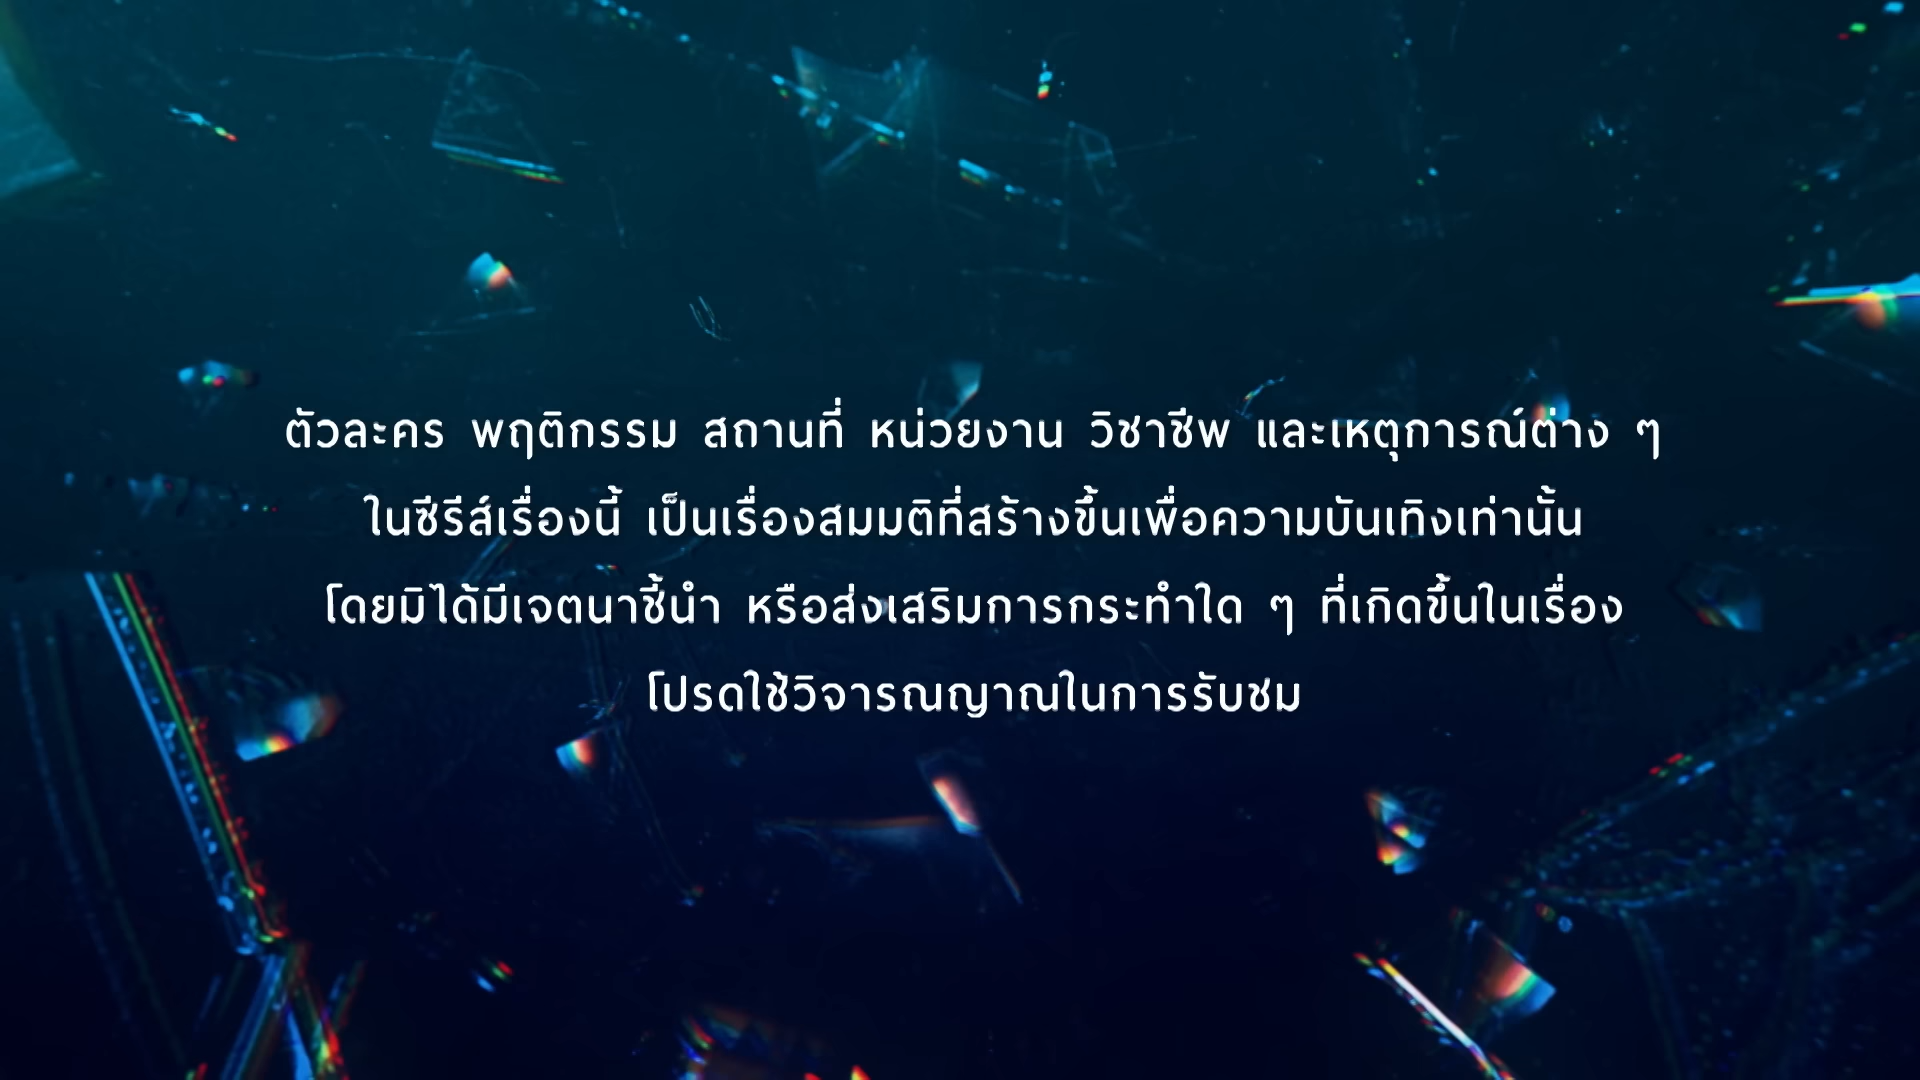 ตัวละคร พฤติกรรม สถานที่ หน่วยงาน วิชาชีพ และเหตุการณ์ต่าง ๆ
ในซีรีส์เรื่องนี้ เป็นเรื่องสมมติที่สร้างขึ้นเพื่อความบันเทิงเท่านั้น
โดยมิได้มีเจตนาชี้นำ หรือส่งเสริมการกระทำใด ๆ ที่เกิดขึ้นในเรื่อง
โปรดใช้วิจารณญาณในการรับชม